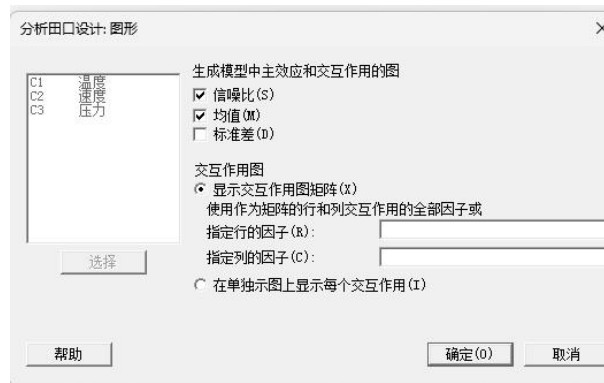 分析田口设计: 图形
C1 温度
C2 速度
C3 压力
选择
生成模型中主效应和交互作用的图
信噪比(S)
均值(M)
标准差(D)
交互作用图
显示交互作用图矩阵(X)
使用作为矩阵的行和列交互作用的全部因子或
指定行的因子(R):
指定列的因子(C):
在单独示图上显示每个交互作用(I)
帮助
确定(O)
取消